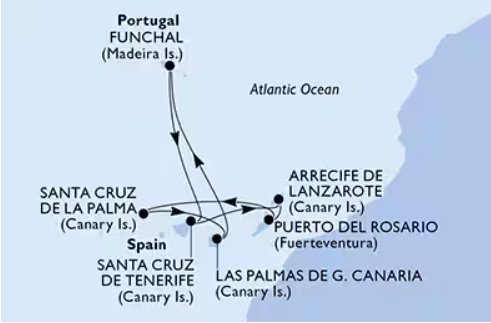 Portugal
FUNCHAL
(Madeira Is.)
Atlantic Ocean
ARRECIFE DE
LANZAROTE
(Canary Is.)
SANTA CRUZ
DE LA PALMA
(Canary Is.)
PUERTO DEL ROSARIO
(Fuerteventura)
Spain
SANTA CRUZ
DE TENERIFE
(Canary Is.)
LAS PALMAS DE G. CANARIA
(Canary Is.)